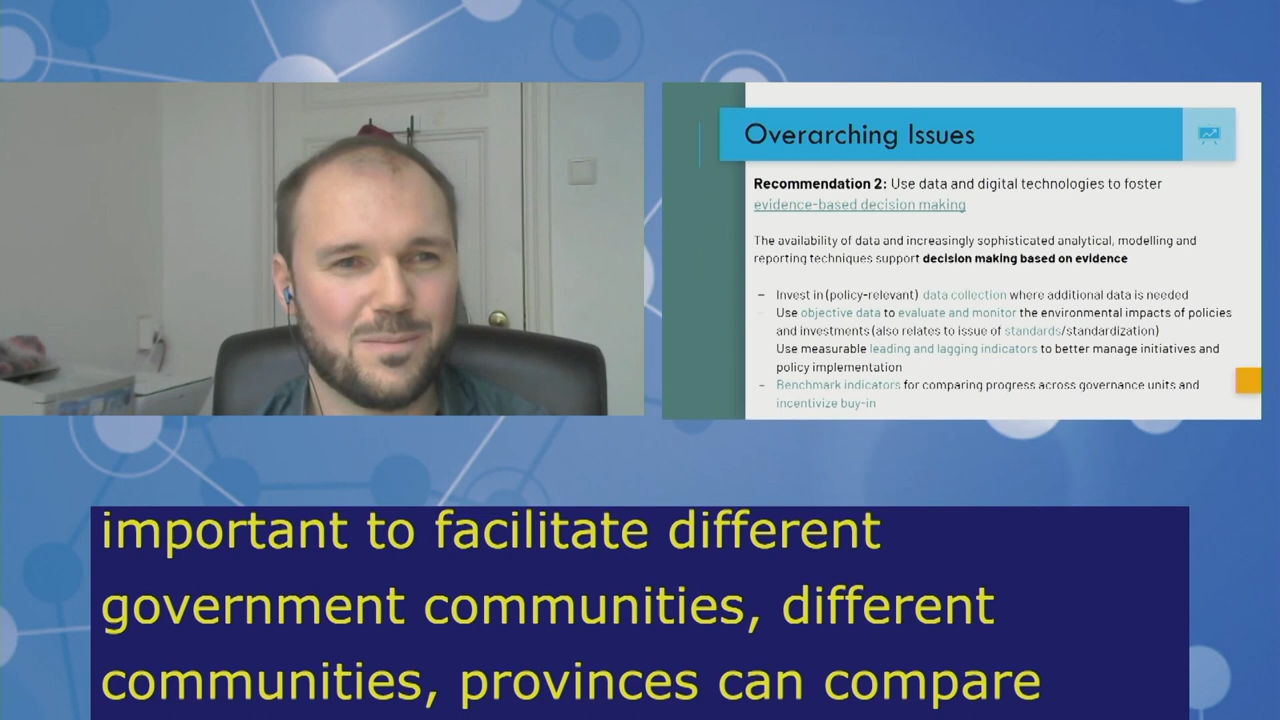 Overarching Issues
Recommendation 2: Use data and digital technologies to foster
evidence-based decision making
The availability of data and increasingly sophisticated analytical, modelling and
reporting techniques support decision making based on evidence
– Invest in (policy-relevant) data collection where additional data is needed
Use objective data to evaluate and monitor the environmental impacts of policies
and investments (also relates to issue of standards/standardization)
Use measurable leading and lagging indicators to better manage initiatives and
policy implementation
– Benchmark indicators for comparing progress across governance units and
incentivize buy-in
important to facilitate different
government communities, different
communities, provinces can compare